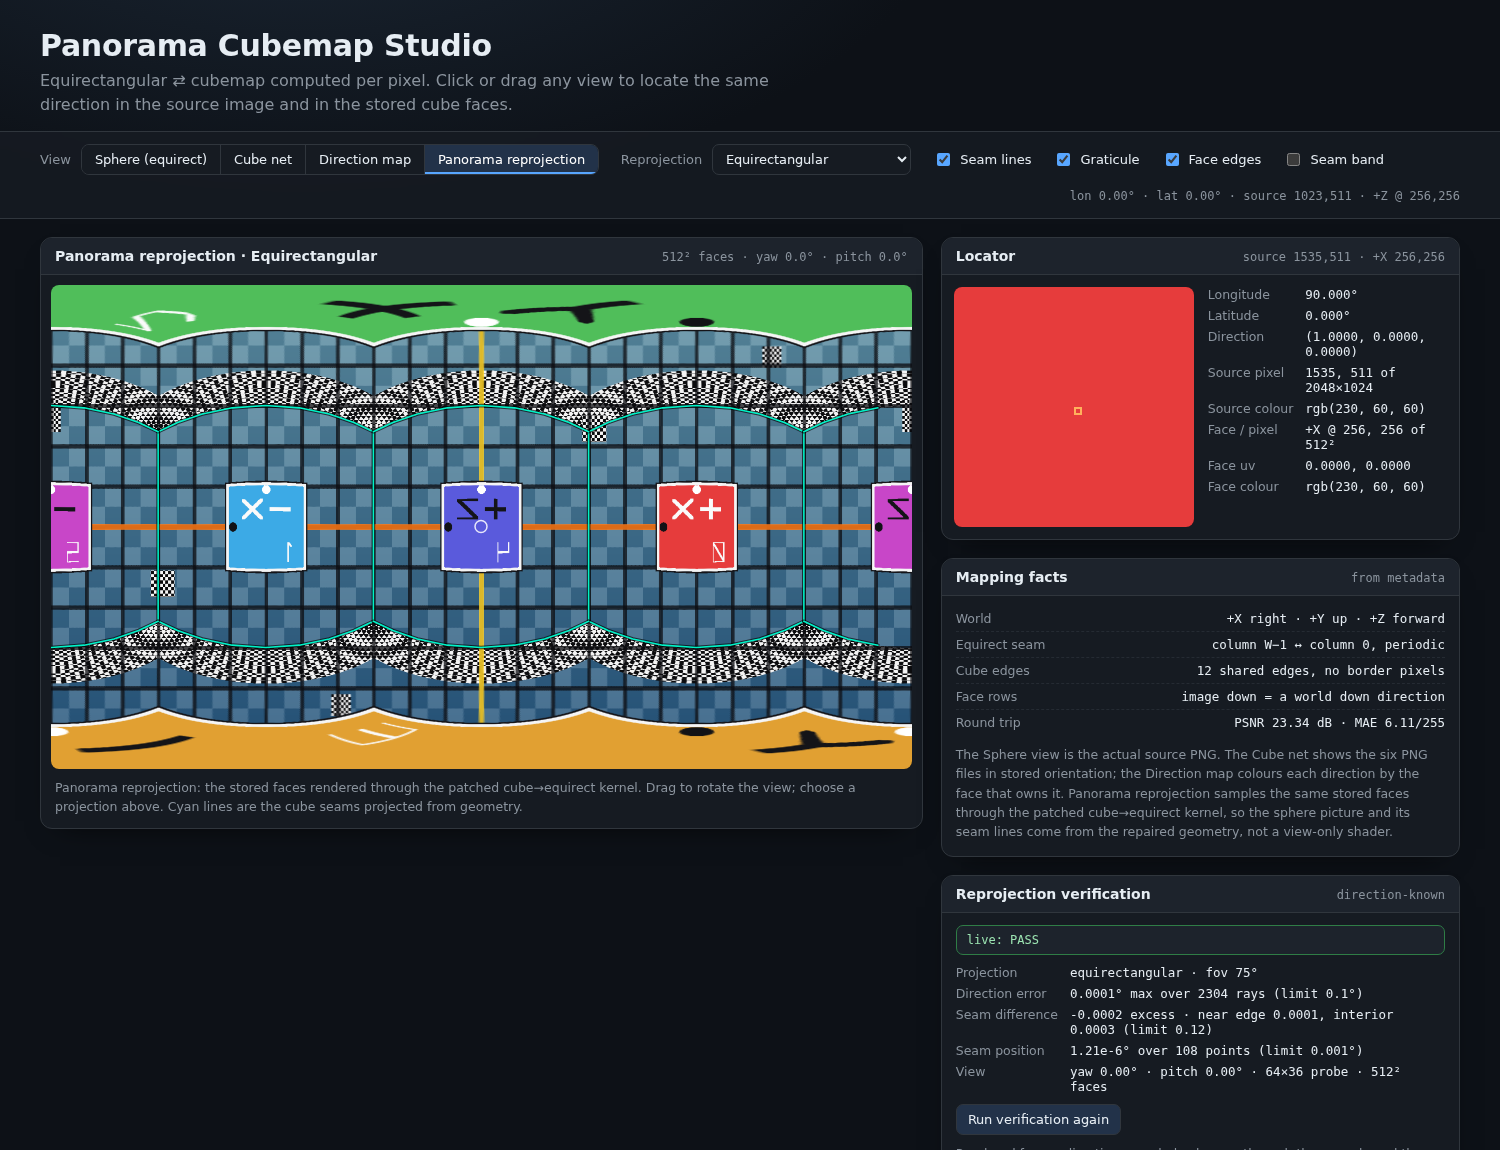 Panorama Cubemap Studio
Equirectangular ⇄ cubemap computed per pixel. Click or drag any view to locate the same
direction in the source image and in the stored cube faces.
View Sphere (equirect) Cube net Direction map Panorama reprojection Reprojection Equirectangular Seam lines Graticule Face edges Seam band
lon 0.00° · lat 0.00° · source 1023,511 · +Z @ 256,256
Panorama reprojection · Equirectangular 512² faces · yaw 0.0° · pitch 0.0°
Panorama reprojection: the stored faces rendered through the patched cube→equirect kernel. Drag to rotate the view; choose a
projection above. Cyan lines are the cube seams projected from geometry.
Locator source 1535,511 · +X 256,256
Longitude 90.000°
Latitude 0.000°
Direction (1.0000, 0.0000,
0.0000)
Source pixel 1535, 511 of
2048×1024
Source colour rgb(230, 60, 60)
Face / pixel +X @ 256, 256 of
512²
Face uv 0.0000, 0.0000
Face colour rgb(230, 60, 60)
Mapping facts from metadata
World +X right · +Y up · +Z forward
Equirect seam column W−1 ↔ column 0, periodic
Cube edges 12 shared edges, no border pixels
Face rows image down = a world down direction
Round trip PSNR 23.34 dB · MAE 6.11/255
The Sphere view is the actual source PNG. The Cube net shows the six PNG
files in stored orientation; the Direction map colours each direction by the
face that owns it. Panorama reprojection samples the same stored faces
through the patched cube→equirect kernel, so the sphere picture and its
seam lines come from the repaired geometry, not a view-only shader.
Reprojection verification direction-known
live: PASS
Projection equirectangular · fov 75°
Direction error 0.0001° max over 2304 rays (limit 0.1°)
Seam difference -0.0002 excess · near edge 0.0001, interior
0.0003 (limit 0.12)
Seam position 1.21e-6° over 108 points (limit 0.001°)
View yaw 0.00° · pitch 0.00° · 64×36 probe · 512²
faces
Run verification again